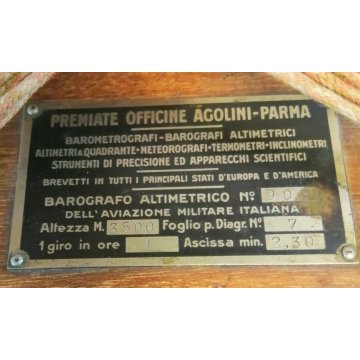 PREMIATE OFFICINE AGOLINI-PARMA
BAROMETROGRAFI-BAROGRAFI ALTIMETRICI
ALTIMETRI A QUADRANTE-METEOROGRAFI-TERMOMETRI-INCLINOMETRI
STRUMENTI DI PRECISIONE ED APPARECCHI SCIENTIFICI
BREVETTI IN TUTTI I PRINCIPALI STATI D'EUROPA E D'AMERICA
BAROGRAFO ALTIMETRICO Nº
DELL'AVIAZIONE MILITARE ITALIANA
Altezza M. 3500 Foglio p. Diagr. Nº 7
1 giro in ore 1 Ascissa min. 2,30